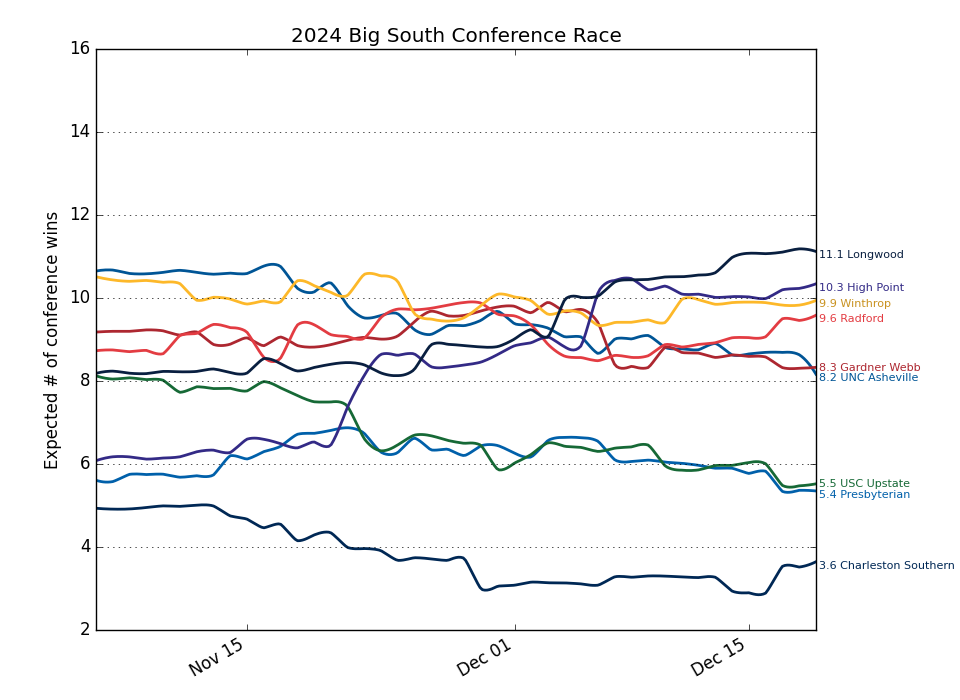 2024 Big South Conference Race
Expected # of conference wins
16
14
12
10
8
6
4
2
Nov 15
Dec 01
Dec 15
11.1 Longwood
10.3 High Point
9.9 Winthrop
9.6 Radford
8.3 Gardner Webb
8.2 UNC Asheville
5.5 USC Upstate
5.4 Presbyterian
3.6 Charleston Southern